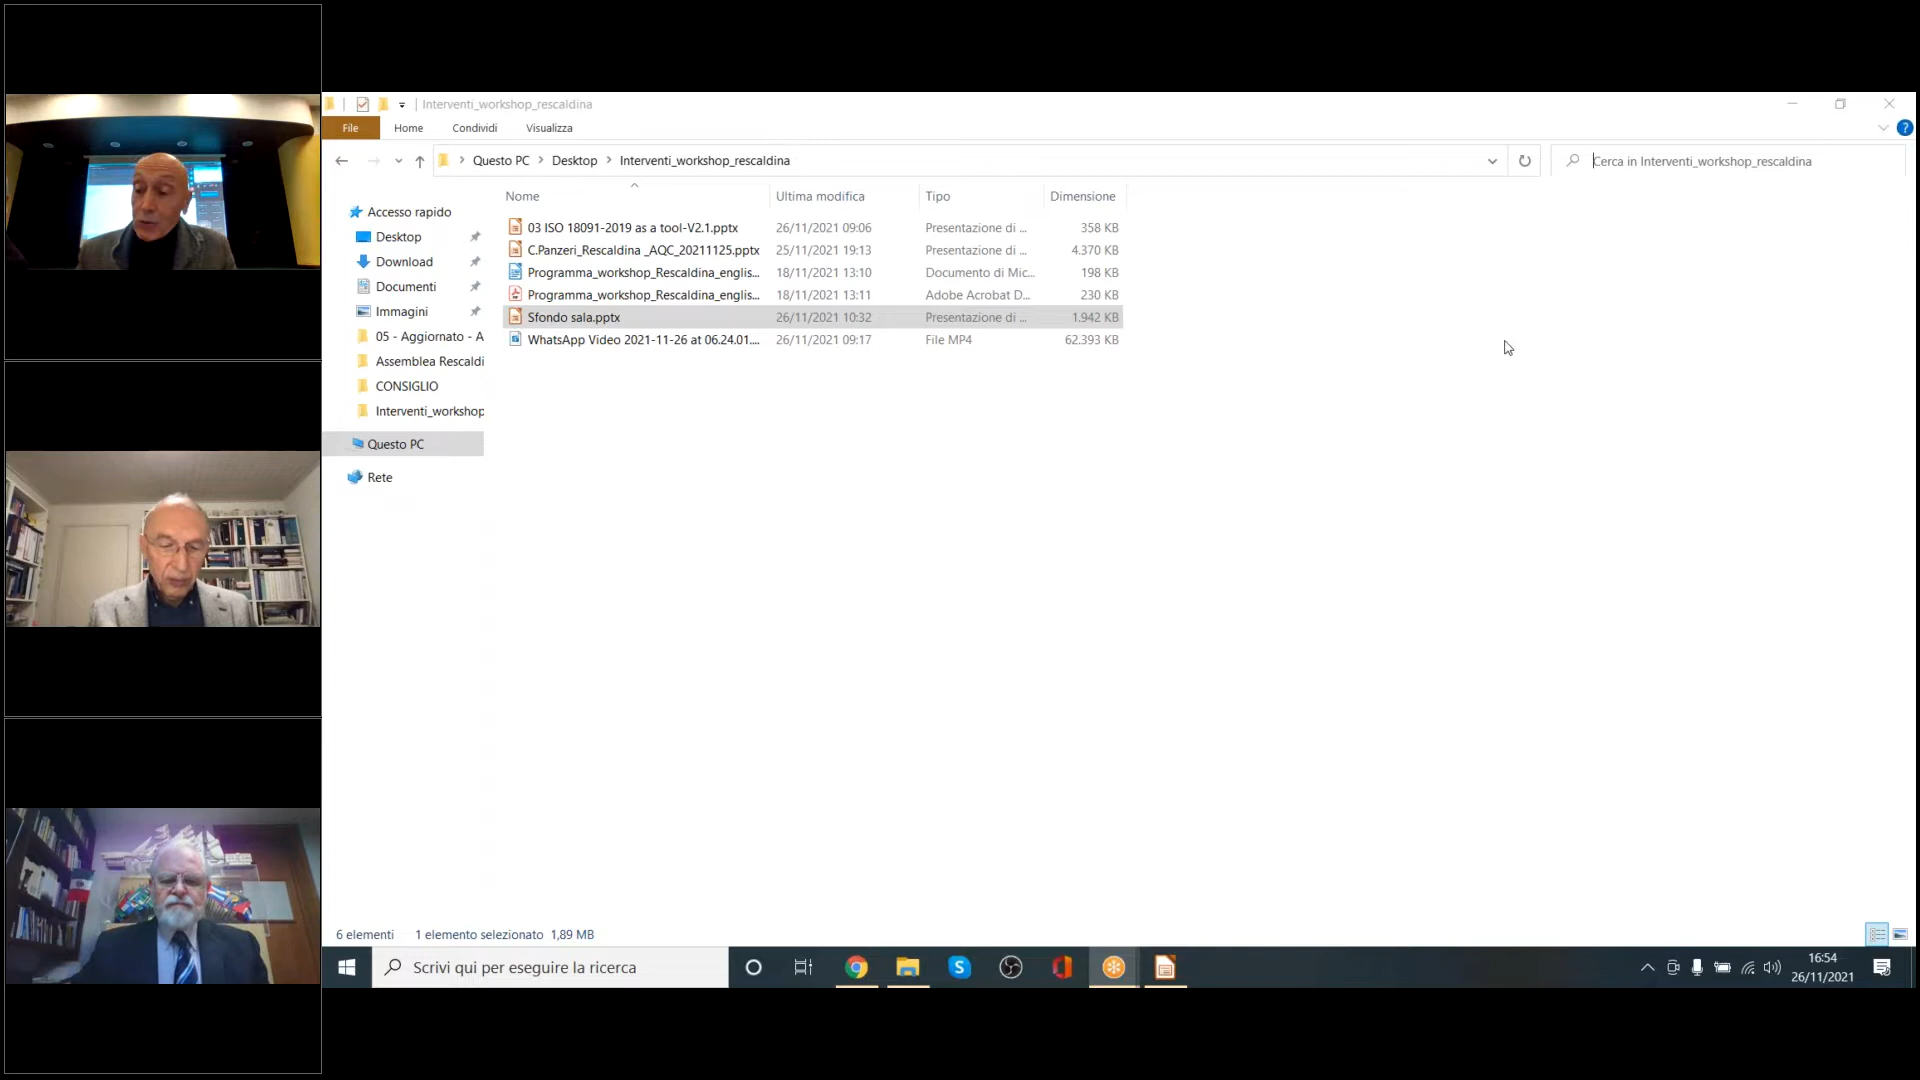 Interventi_workshop_rescaldina
File Home Condividi Visualizza
Questo PC Desktop Interventi_workshop_rescaldina
Cerca in Interventi_workshop_rescaldina
Nome Ultima modifica Tipo Dimensione
Accesso rapido
Desktop
Download
Documenti
Immagini
05 - Aggiornato - A
Assemblea Rescaldi
CONSIGLIO
Interventi_workshop
Questo PC
Rete
03 ISO 18091-2019 as a tool-V2.1.pptx 26/11/2021 09:06 Presentazione di ... 358 KB
C.Panzeri_Rescaldina _AQC_20211125.pptx 25/11/2021 19:13 Presentazione di ... 4.370 KB
Programma_workshop_Rescaldina_englis... 18/11/2021 13:10 Documento di Mic... 198 KB
Programma_workshop_Rescaldina_englis... 18/11/2021 13:11 Adobe Acrobat D... 230 KB
Sfondo sala.pptx 26/11/2021 10:32 Presentazione di ... 1.942 KB
WhatsApp Video 2021-11-26 at 06.24.01.... 26/11/2021 09:17 File MP4 62.393 KB
6 elementi 1 elemento selezionato 1,89 MB
Scrivi qui per eseguire la ricerca
16:54
26/11/2021